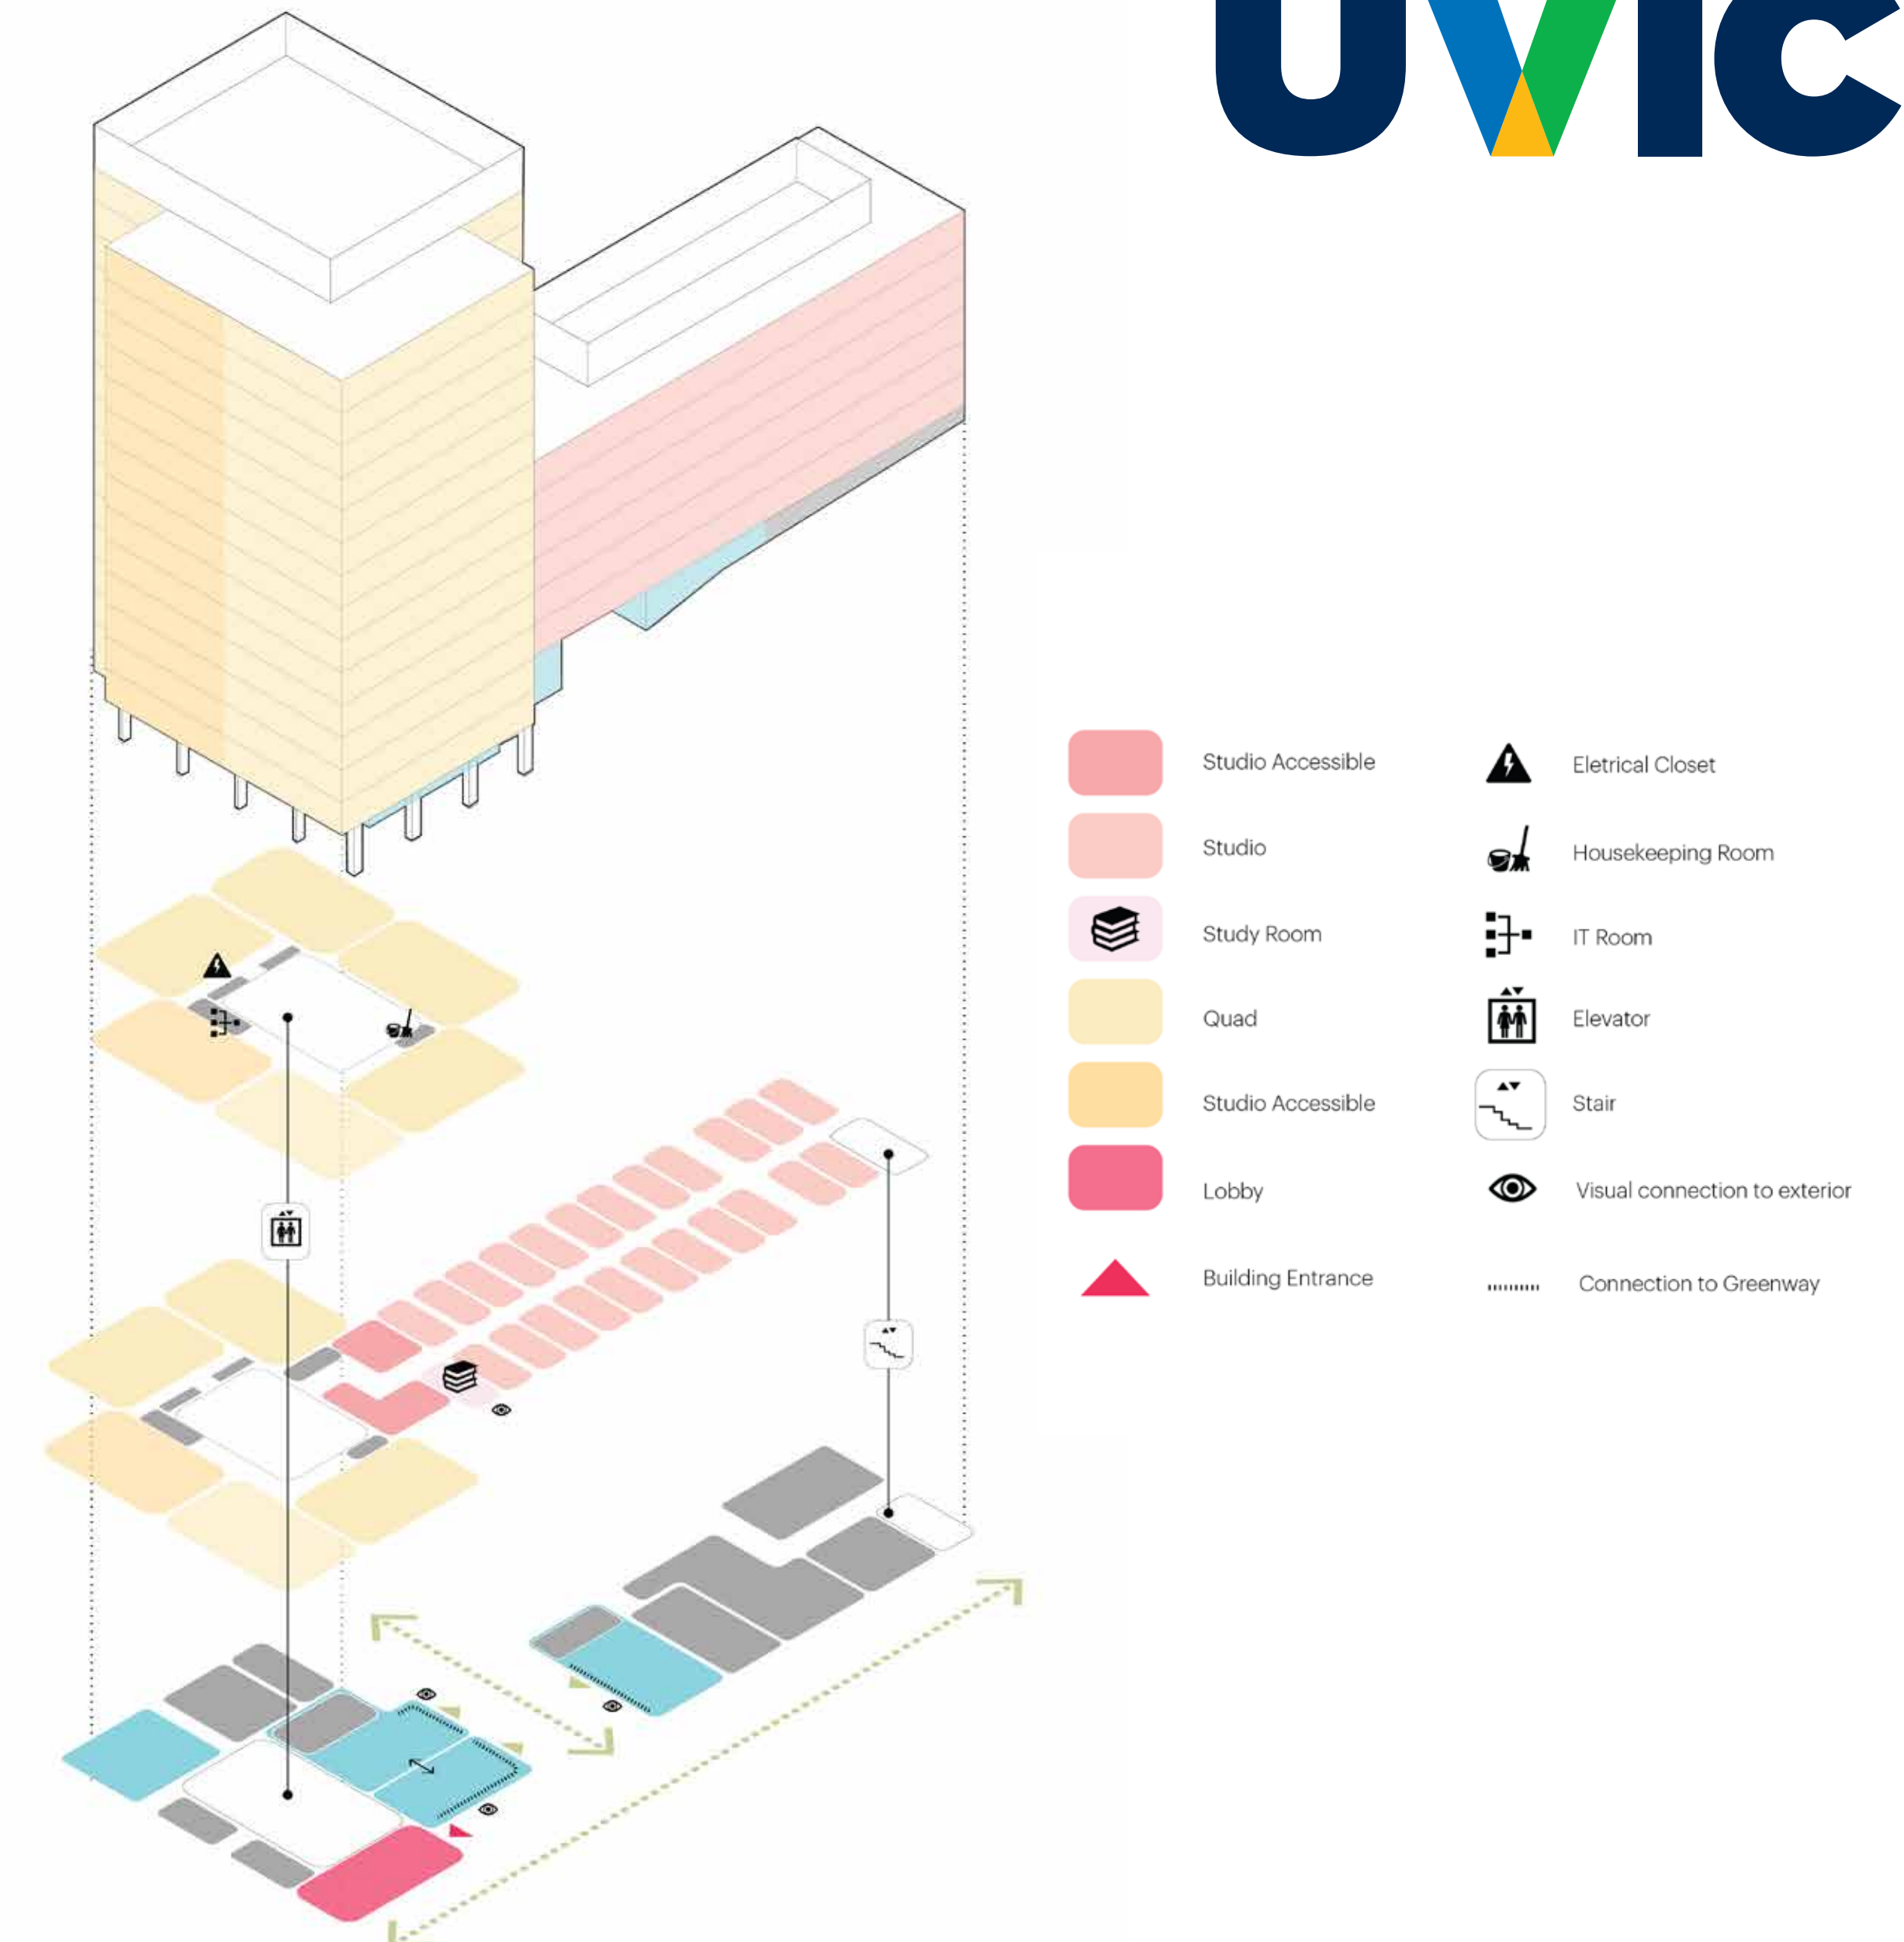 UVIC
Studio Accessible
Studio
Study Room
Quad
Studio Accessible
Lobby
Building Entrance
Eletrical Closet
Housekeeping Room
IT Room
Elevator
Stair
Visual connection to exterior
Connection to Greenway